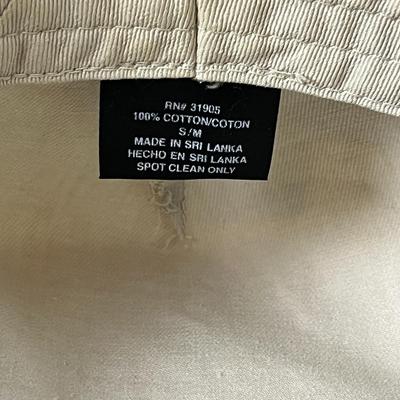 RN# 31905
100% COTTON/COTON
S/M
MADE IN SRI LANKA
HECHO EN SRI LANKA
SPOT CLEAN ONLY